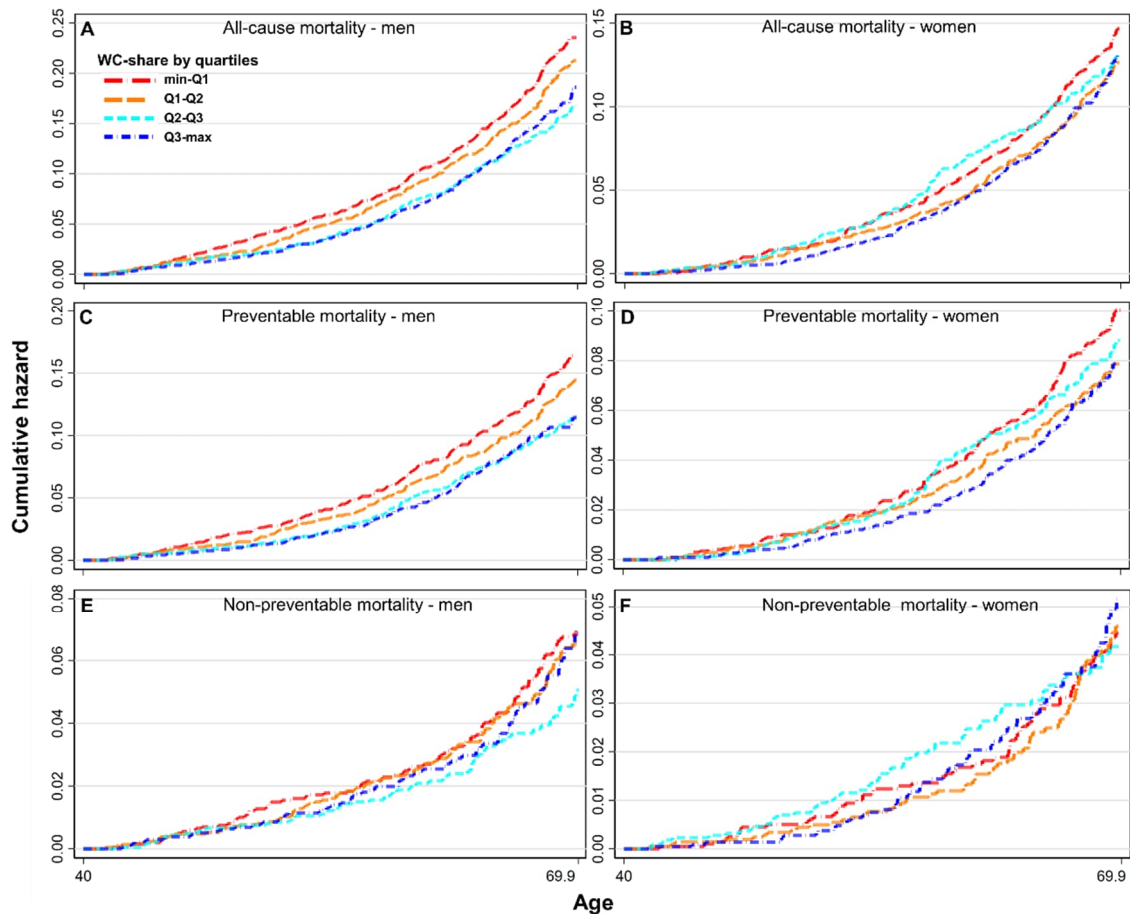 A All-cause mortality - men
WC-share by quartiles
min-Q1
Q1-Q2
Q2-Q3
Q3-max
0.25
0.20
0.15
0.10
0.05
0.00
B All-cause mortality - women
0.15
0.10
0.05
0.00
C Preventable mortality - men
0.20
0.15
0.10
0.05
0.00
D Preventable mortality - women
0.10
0.08
0.06
0.04
0.02
0.00
E Non-preventable mortality - men
0.08
0.06
0.04
0.02
0.00
40
69.9
F Non-preventable mortality - women
0.05
0.04
0.03
0.02
0.01
0.00
40
69.9
Cumulative hazard
Age